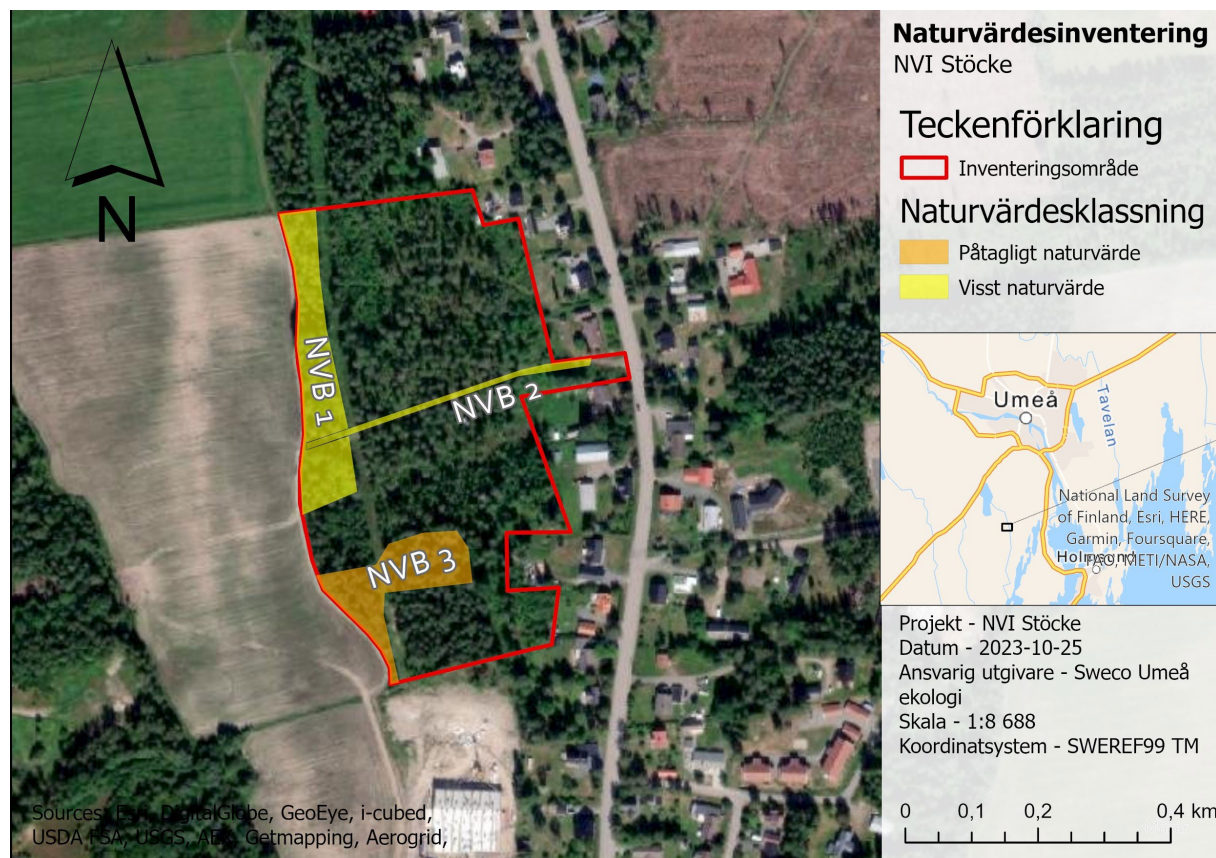 Naturvärdesinventering
NVI Stöcke
Teckenförklaring
Inventeringsområde
Naturvärdesklassning
Påtagligt naturvärde
Visst naturvärde
N
NVB 1
NVB 2
NVB 3
Umeå
Tavelan
National Land Survey
of Finland, Esri, HERE,
Garmin, Foursquare,
FAO, METI/NASA,
USGS
Projekt - NVI Stöcke
Datum - 2023-10-25
Ansvarig utgivare - Sweco Umeå
ekologi
Skala - 1:8 688
Koordinatsystem - SWEREF99 TM
0 0,1 0,2 0,4 km
Sources: Esri, DigitalGlobe, GeoEye, i-cubed,
USDA FSA, USGS, Getmapping, Aerogrid,